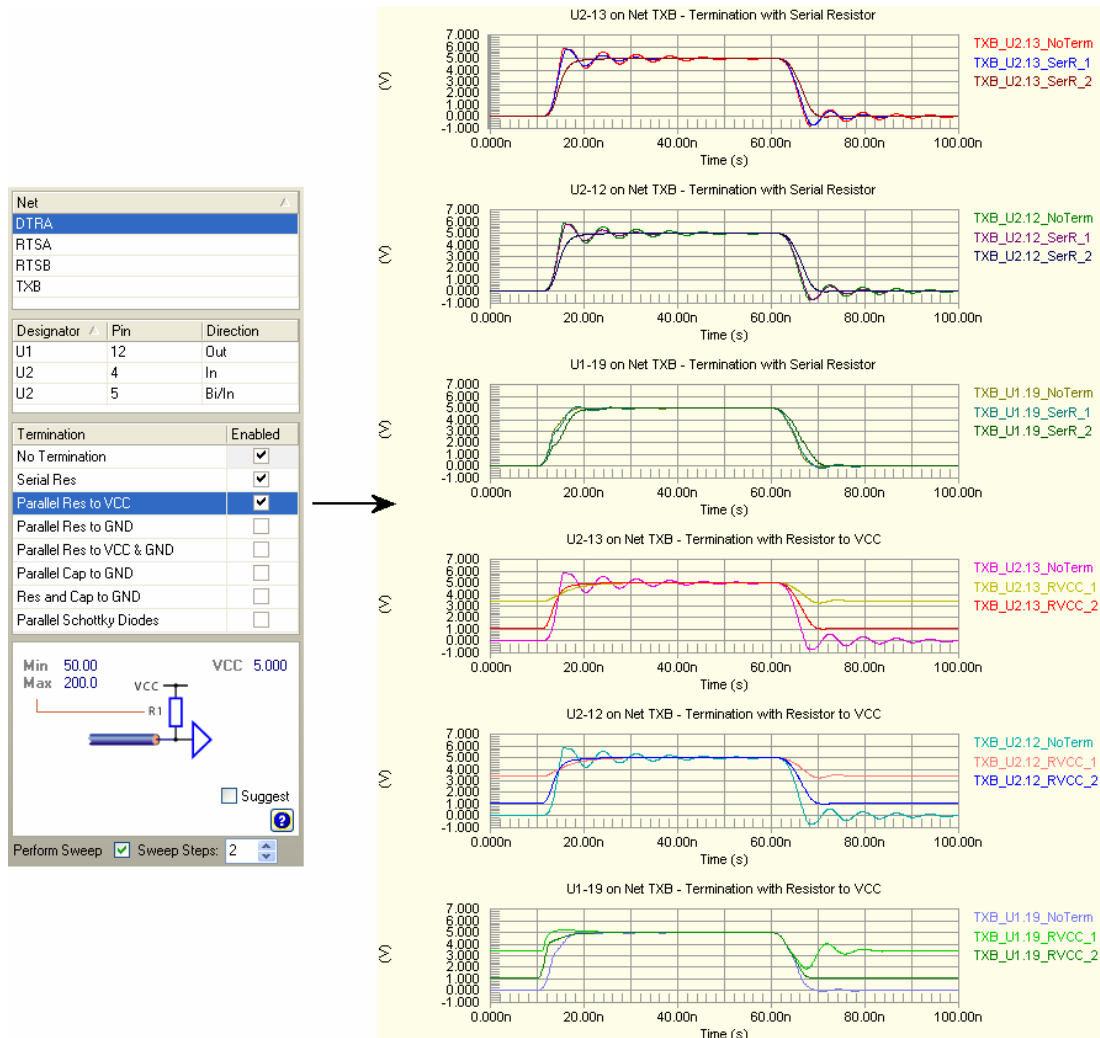 Net
DTRA
RTSA
RTSB
TXB
Designator Pin Direction
U1 12 Out
U2 4 In
U2 5 Bi/In
Termination Enabled
No Termination
Serial Res
Parallel Res to VCC
Parallel Res to GND
Parallel Res to VCC & GND
Parallel Cap to GND
Res and Cap to GND
Parallel Schottky Diodes
Min 50.00 VCC 5.000
Max 200.0 VCC
R1
Suggest
?
Perform Sweep Sweep Steps: 2
U2-13 on Net TXB - Termination with Serial Resistor
7.000
6.000
5.000
4.000
3.000
2.000
1.000
0.000
-1.000
(V)
0.000n 20.00n 40.00n 60.00n 80.00n 100.00n
Time (s)
TXB_U2.13_NoTerm
TXB_U2.13_SerR_1
TXB_U2.13_SerR_2
U2-12 on Net TXB - Termination with Serial Resistor
7.000
6.000
5.000
4.000
3.000
2.000
1.000
0.000
-1.000
(V)
0.000n 20.00n 40.00n 60.00n 80.00n 100.00n
Time (s)
TXB_U2.12_NoTerm
TXB_U2.12_SerR_1
TXB_U2.12_SerR_2
U1-19 on Net TXB - Termination with Serial Resistor
7.000
6.000
5.000
4.000
3.000
2.000
1.000
0.000
-1.000
(V)
0.000n 20.00n 40.00n 60.00n 80.00n 100.00n
Time (s)
TXB_U1.19_NoTerm
TXB_U1.19_SerR_1
TXB_U1.19_SerR_2
U2-13 on Net TXB - Termination with Resistor to VCC
7.000
6.000
5.000
4.000
3.000
2.000
1.000
0.000
-1.000
(V)
0.000n 20.00n 40.00n 60.00n 80.00n 100.00n
Time (s)
TXB_U2.13_NoTerm
TXB_U2.13_RVCC_1
TXB_U2.13_RVCC_2
U2-12 on Net TXB - Termination with Resistor to VCC
7.000
6.000
5.000
4.000
3.000
2.000
1.000
0.000
-1.000
(V)
0.000n 20.00n 40.00n 60.00n 80.00n 100.00n
Time (s)
TXB_U2.12_NoTerm
TXB_U2.12_RVCC_1
TXB_U2.12_RVCC_2
U1-19 on Net TXB - Termination with Resistor to VCC
7.000
6.000
5.000
4.000
3.000
2.000
1.000
0.000
-1.000
(V)
0.000n 20.00n 40.00n 60.00n 80.00n 100.00n
Time (s)
TXB_U1.19_NoTerm
TXB_U1.19_RVCC_1
TXB_U1.19_RVCC_2